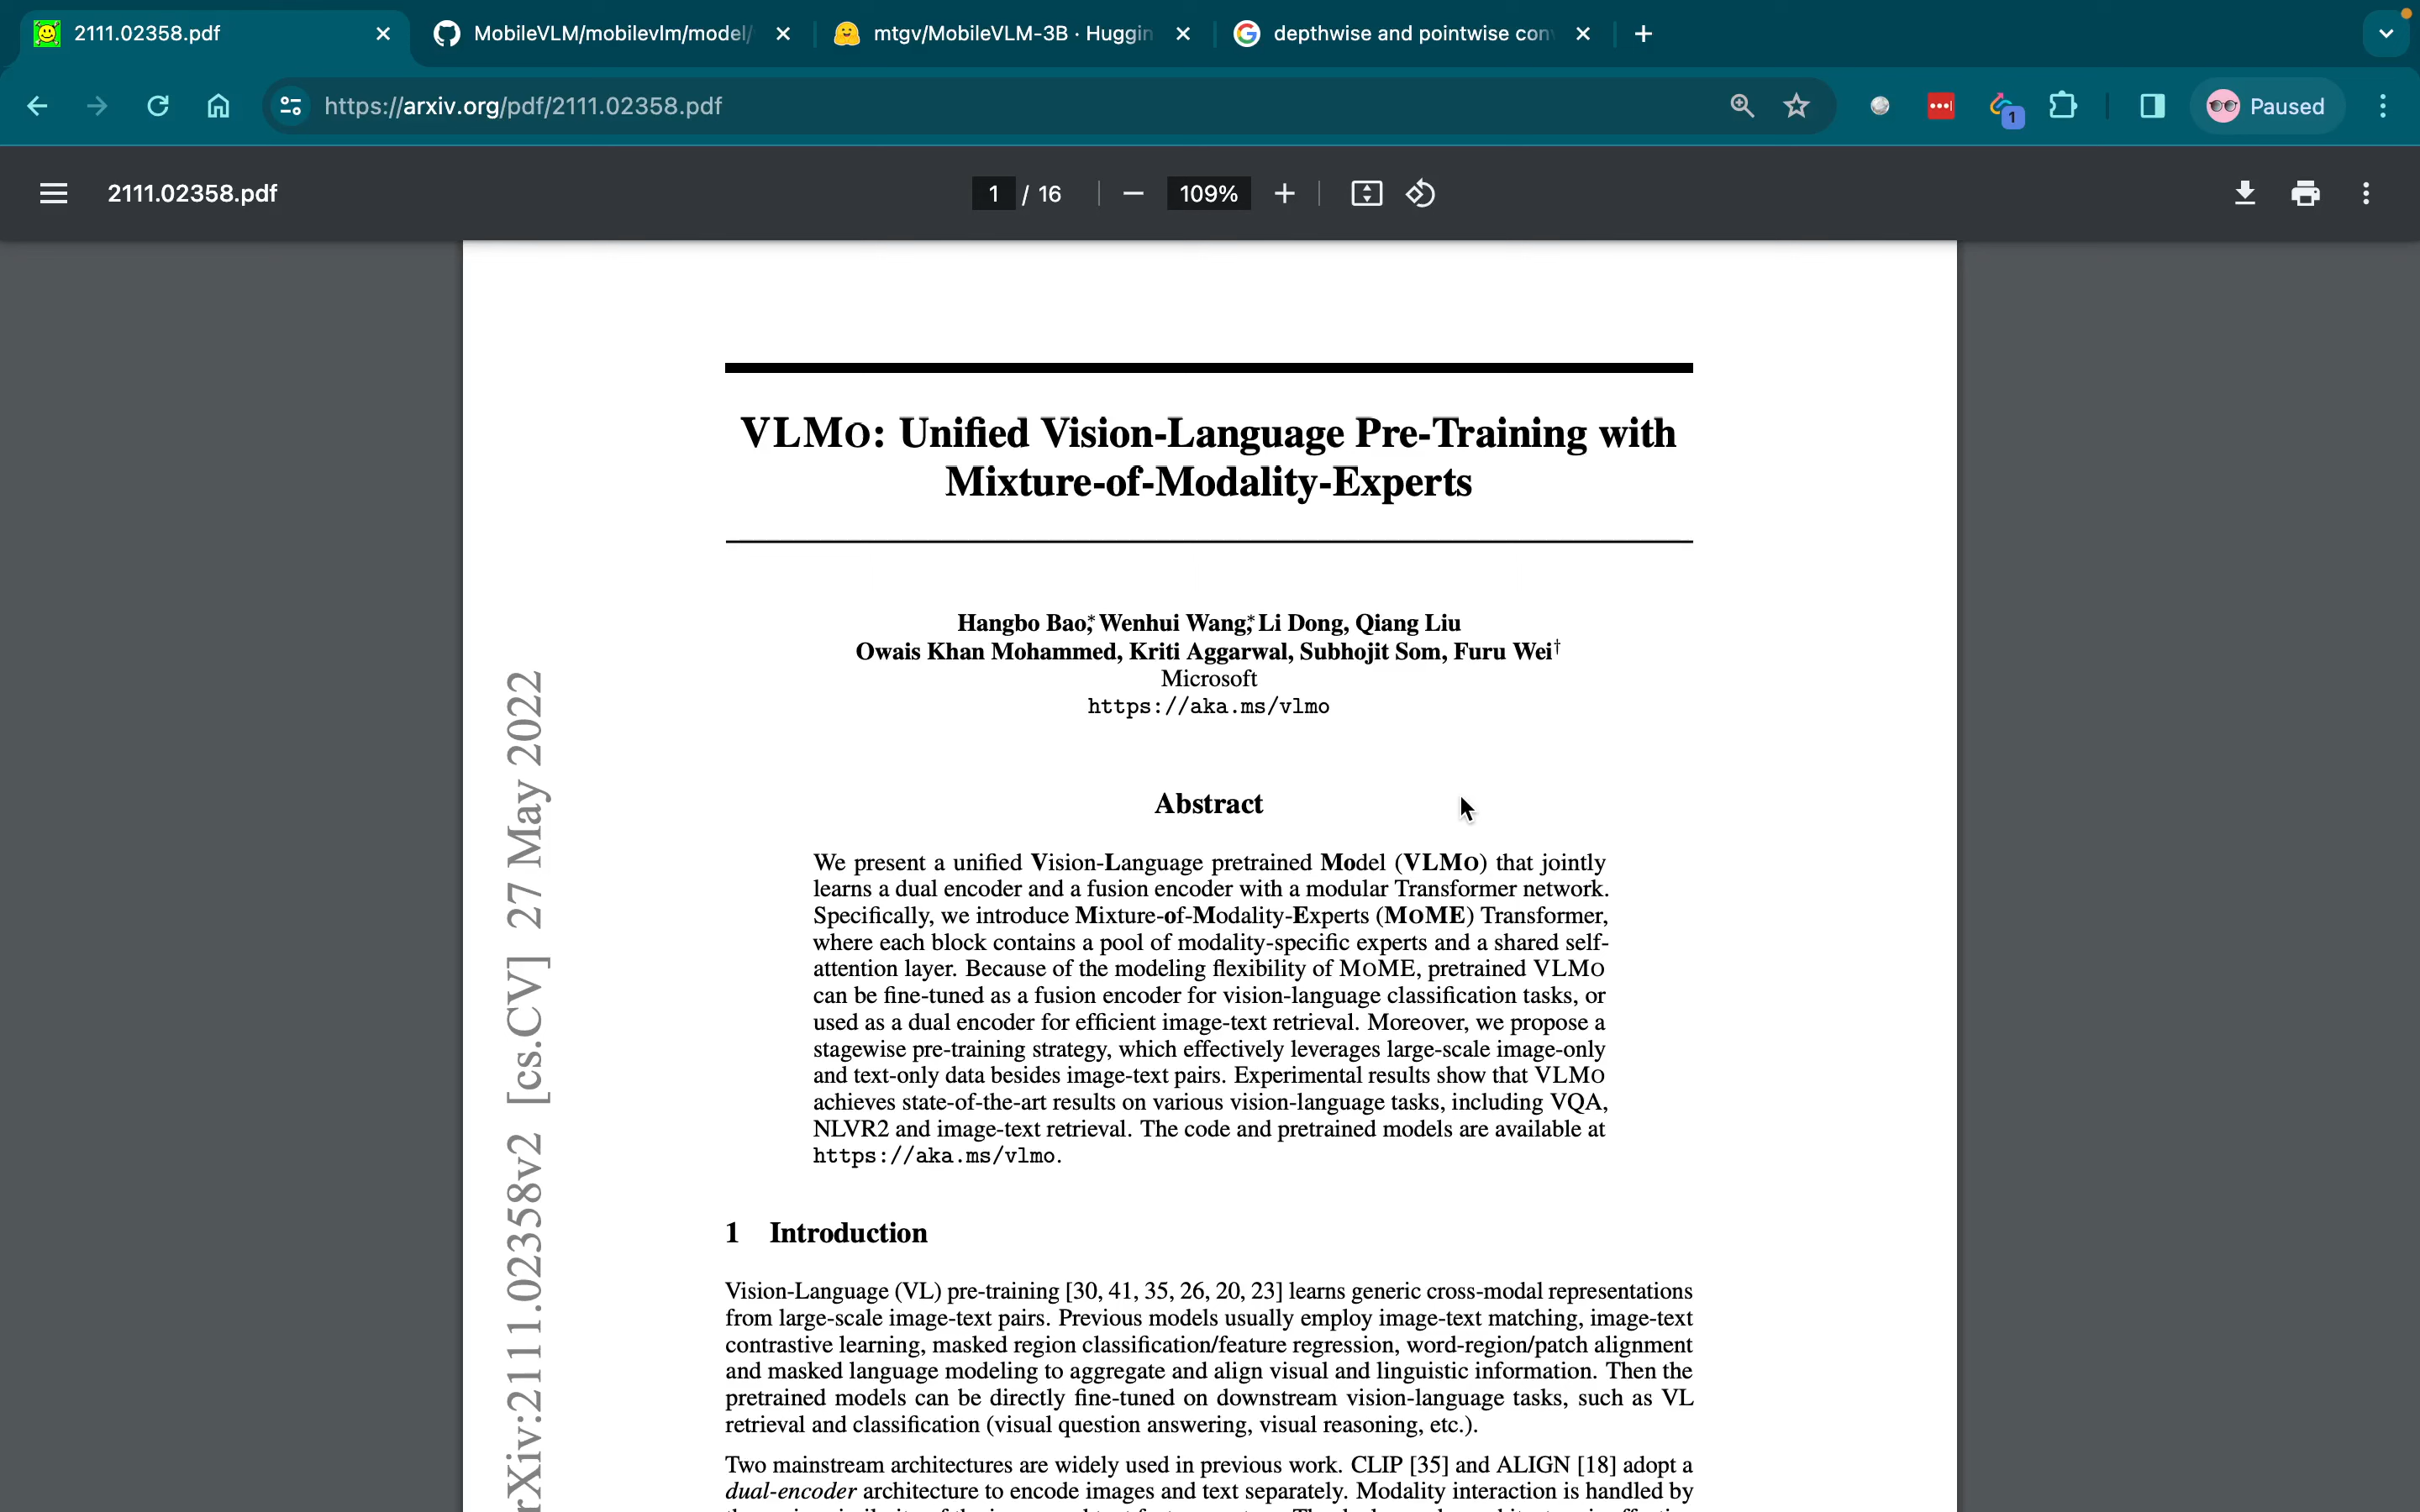 2111.02358.pdf
MobileVLM/mobilevlm/model/
mtgv/MobileVLM-3B · Huggin
depthwise and pointwise con
https://arxiv.org/pdf/2111.02358.pdf
1
Paused
2111.02358.pdf
1 / 16
109%
VLMO: Unified Vision-Language Pre-Training with
Mixture-of-Modality-Experts
Hangbo Bao,* Wenhui Wang,* Li Dong, Qiang Liu
Owais Khan Mohammed, Kriti Aggarwal, Subhojit Som, Furu Wei†
Microsoft
https://aka.ms/vlmo
Abstract
We present a unified Vision-Language pretrained Model (VLMO) that jointly
learns a dual encoder and a fusion encoder with a modular Transformer network.
Specifically, we introduce Mixture-of-Modality-Experts (MOME) Transformer,
where each block contains a pool of modality-specific experts and a shared self-
attention layer. Because of the modeling flexibility of MOME, pretrained VLMO
can be fine-tuned as a fusion encoder for vision-language classification tasks, or
used as a dual encoder for efficient image-text retrieval. Moreover, we propose a
stagewise pre-training strategy, which effectively leverages large-scale image-only
and text-only data besides image-text pairs. Experimental results show that VLMO
achieves state-of-the-art results on various vision-language tasks, including VQA,
NLVR2 and image-text retrieval. The code and pretrained models are available at
https://aka.ms/vlmo.
1 Introduction
Vision-Language (VL) pre-training [30, 41, 35, 26, 20, 23] learns generic cross-modal representations
from large-scale image-text pairs. Previous models usually employ image-text matching, image-text
contrastive learning, masked region classification/feature regression, word-region/patch alignment
and masked language modeling to aggregate and align visual and linguistic information. Then the
pretrained models can be directly fine-tuned on downstream vision-language tasks, such as VL
retrieval and classification (visual question answering, visual reasoning, etc.).
Two mainstream architectures are widely used in previous work. CLIP [35] and ALIGN [18] adopt a
dual-encoder architecture to encode images and text separately. Modality interaction is handled by
rXiv:2111.02358v2 [cs.CV] 27 May 2022